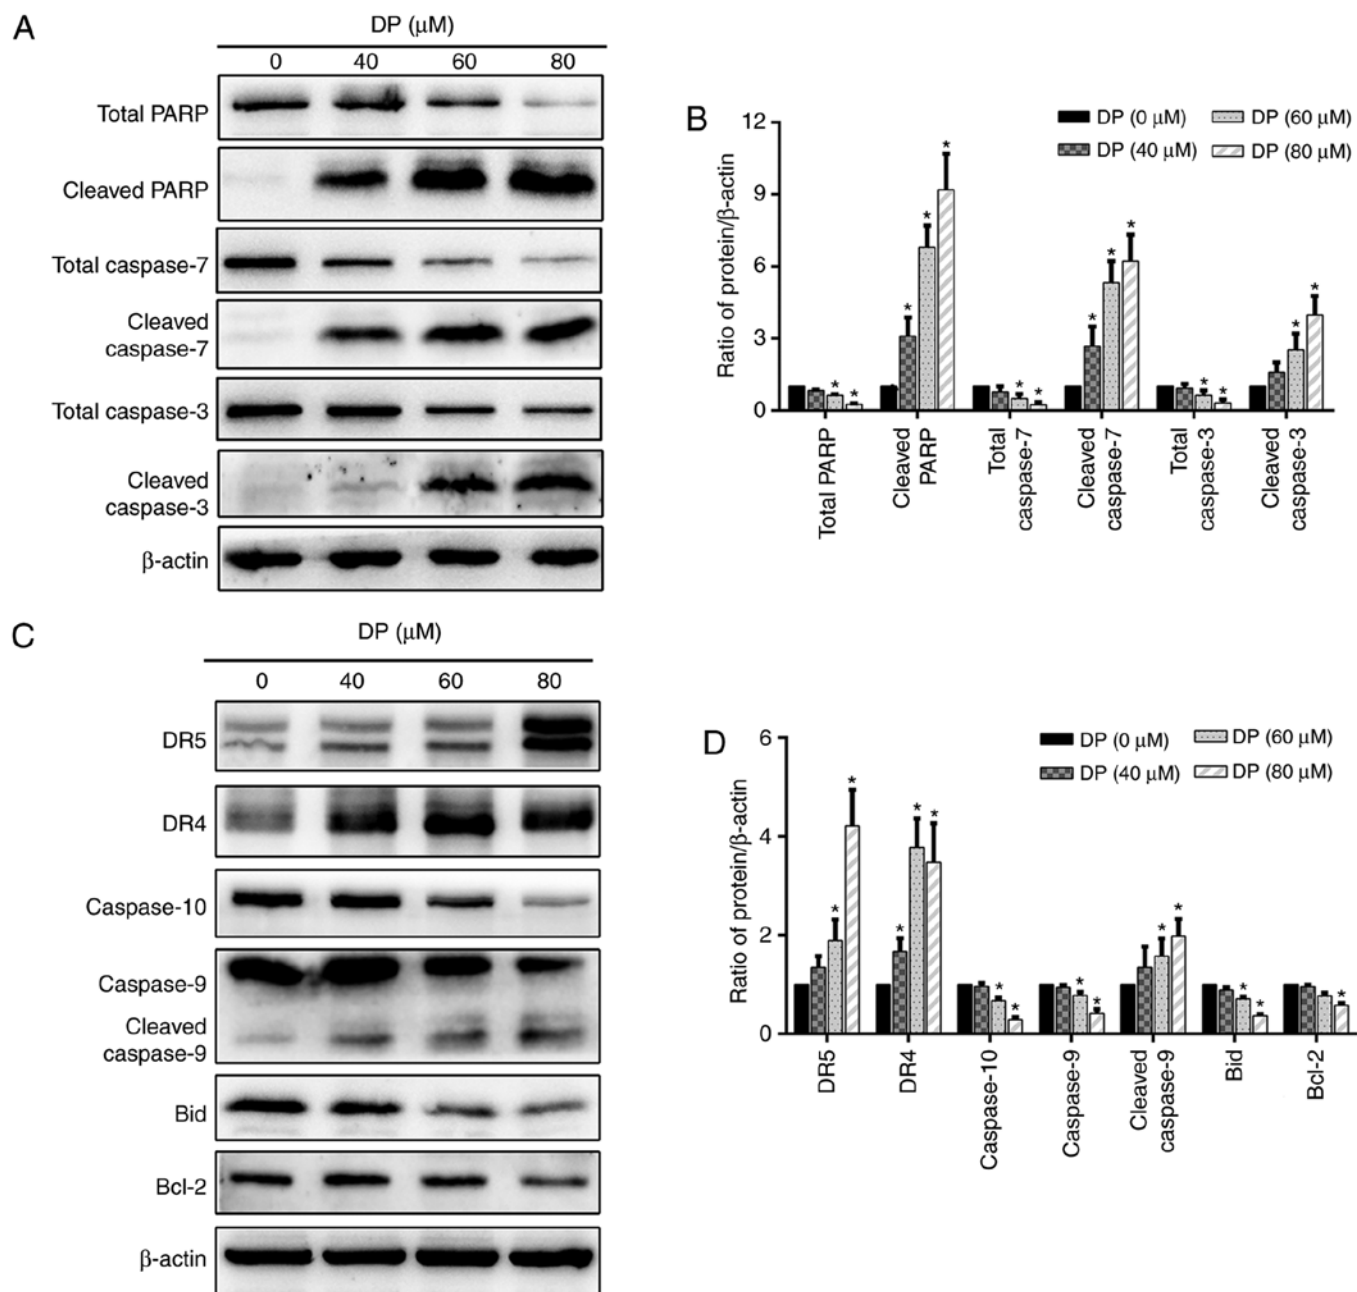 A
DP (μM)
0 40 60 80
Total PARP
Cleaved PARP
Total caspase-7
Cleaved
caspase-7
Total caspase-3
Cleaved
caspase-3
β-actin
B
DP (0 μM)
DP (60 μM)
DP (40 μM)
DP (80 μM)
Ratio of protein/β-actin
12
9
6
3
0
* * * * * * * * * * * * * *
Total PARP
Cleaved
PARP
Total
caspase-7
Cleaved
caspase-7
Total
caspase-3
Cleaved
caspase-3
C
DP (μM)
0 40 60 80
DR5
DR4
Caspase-10
Caspase-9
Cleaved
caspase-9
Bid
Bcl-2
β-actin
D
DP (0 μM)
DP (60 μM)
DP (40 μM)
DP (80 μM)
Ratio of protein/β-actin
6
4
2
0
* * * * * * * * * * * * * *
DR5
DR4
Caspase-10
Caspase-9
Cleaved
caspase-9
Bid
Bcl-2